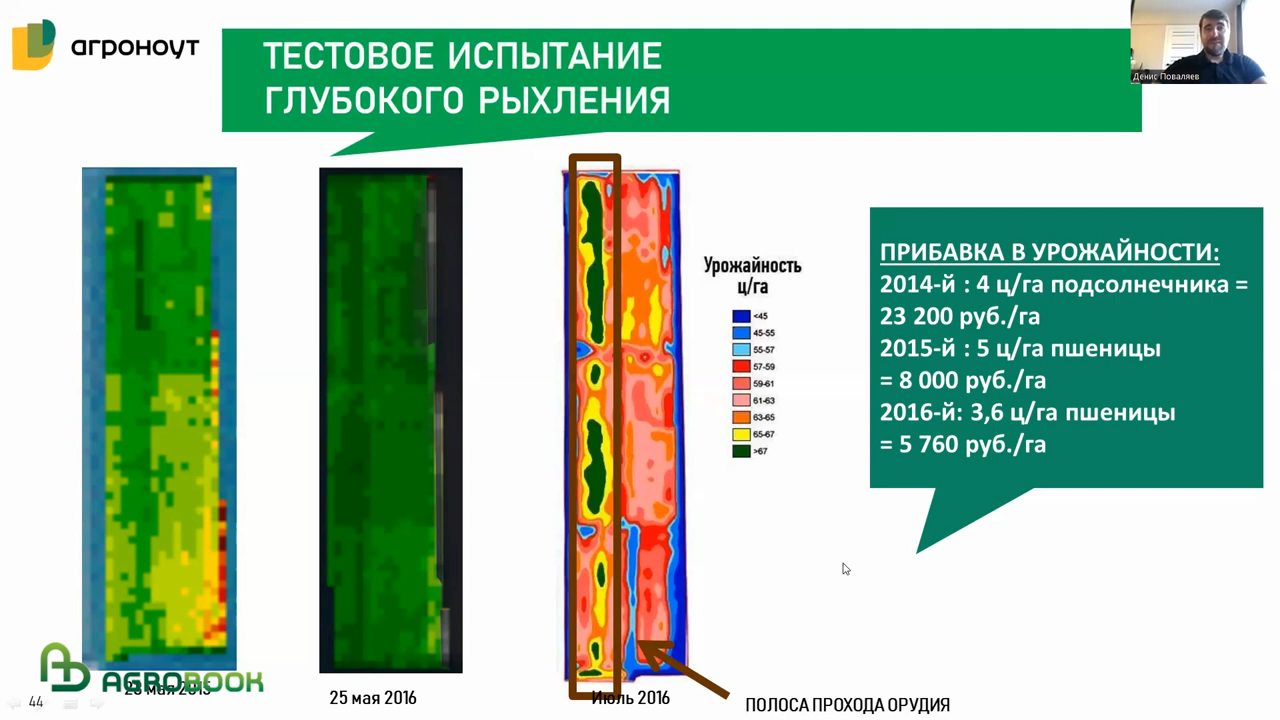 агроноут
ТЕСТОВОЕ ИСПЫТАНИЕ
ГЛУБОКОГО РЫХЛЕНИЯ
Денис Поваляев
Урожайность
ц/га
<45
45-55
55-57
57-59
59-61
61-63
63-65
65-67
>67
ПРИБАВКА В УРОЖАЙНОСТИ:
2014-й : 4 ц/га подсолнечника =
23 200 руб./га
2015-й : 5 ц/га пшеницы
= 8 000 руб./га
2016-й: 3,6 ц/га пшеницы
= 5 760 руб./га
AGROBOOK
44
25 мая 2016
Июль 2016
ПОЛОСА ПРОХОДА ОРУДИЯ